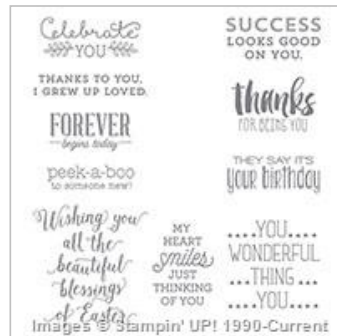 Celebrate
YOU
THANKS TO YOU,
I GREW UP LOVED.
FOREVER
begins today
peek-a-boo
to someone new!
Wishing you
all the
beautiful
blessings
of Easter
SUCCESS
LOOKS GOOD
ON YOU.
thanks
FOR BEING YOU
THEY SAY IT'S
your birthday
MY
HEART
smiles
JUST
THINKING
OF YOU
....YOU....
WONDERFUL
...THING...
....YOU....
Images © Stampin' UP! 1990-Current